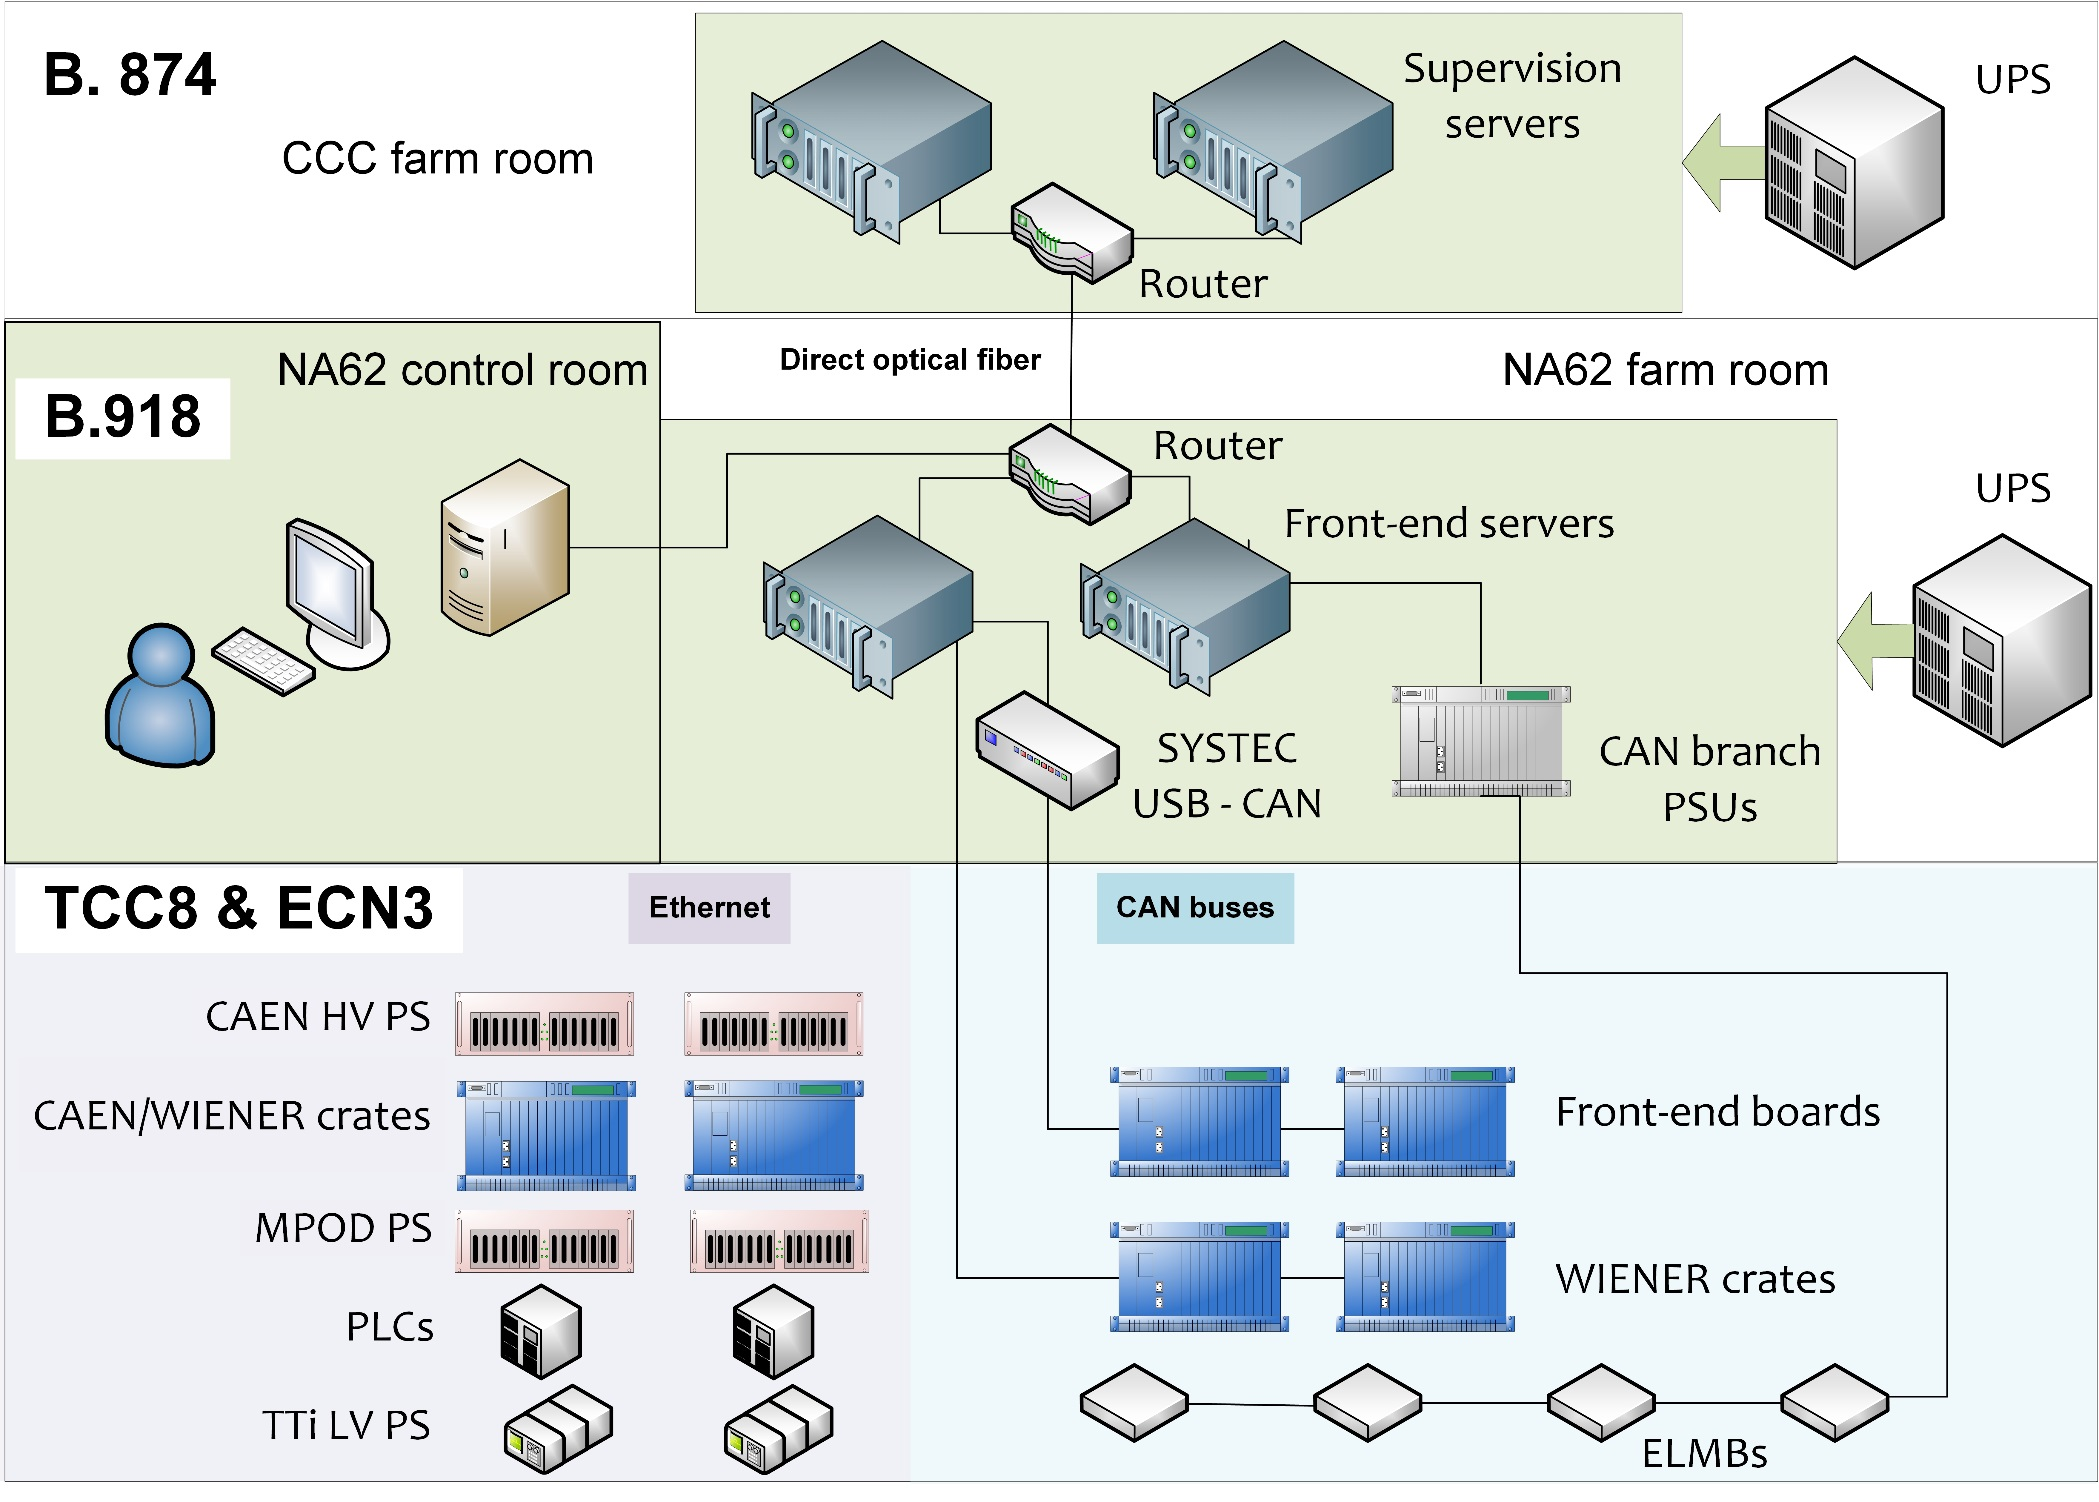 B. 874
CCC farm room
Supervision
servers
UPS
Router
NA62 control room
Direct optical fiber
NA62 farm room
B.918
Router
UPS
Front-end servers
SYSTEC
USB - CAN
CAN branch
PSUs
TCC8 & ECN3
Ethernet
CAN buses
CAEN HV PS
CAEN/WIENER crates
Front-end boards
MPOD PS
WIENER crates
PLCs
TTi LV PS
ELMBs